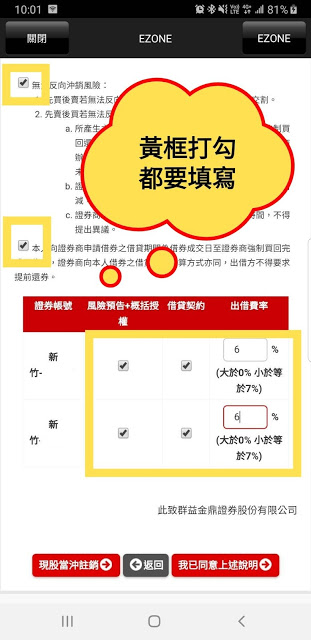 10:01 81%
關閉 EZONE EZONE
無法反向沖銷風險：
先買後賣若無法反 交割。
2. 先賣後買若無法反
a. 所產生 制買
回還
b. 證
減
c. 證券商 時間，不得
提出異議。
本人向證券商申請借券之借貸期間 借券成交日至證券商強制買回完
，證券商向本人借券之借 算方式亦同，出借方不得要求
提前還券。
黃框打勾
都要填寫
證券帳號 風險預告+概括授權 借貸契約 出借費率
新
竹-
6 %
(大於0% 小於等
於7%)
新
竹
6 %
(大於0% 小於等
於7%)
此致群益金鼎證券股份有限公司
現股當沖註銷 返回 我已同意上述說明